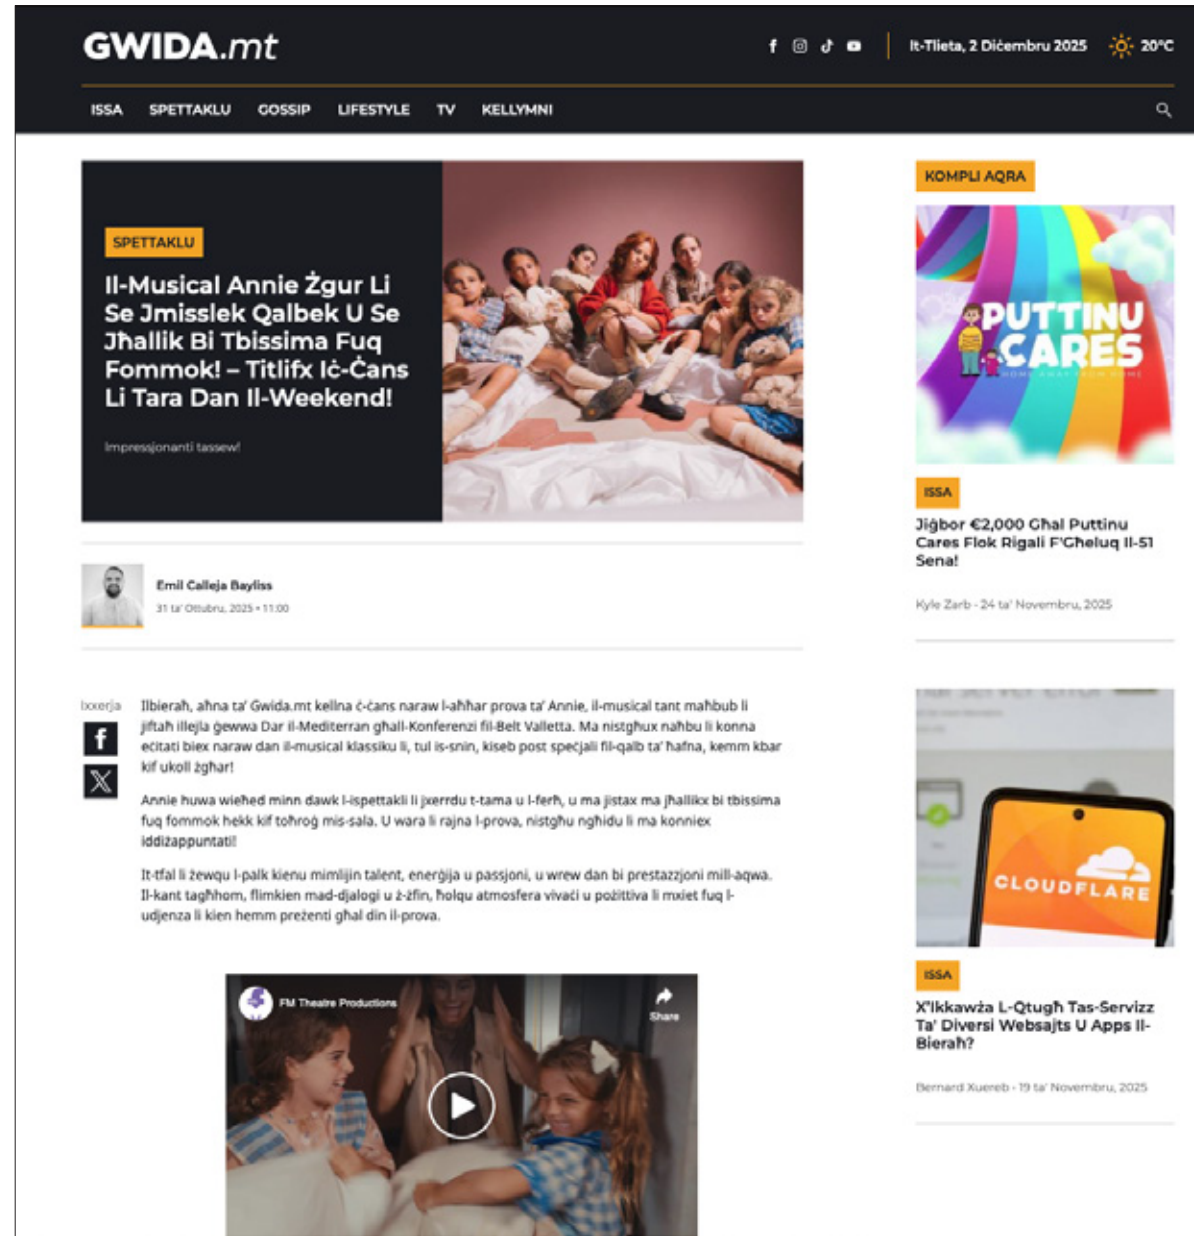 GWIDA.mt
It-Tlieta, 2 Diċembru 2025
20°C
ISSA SPETTAKLU GOSSIP LIFESTYLE TV KELLYMNI
SPETTAKLU
Il-Musical Annie Żgur Li
Se Jmisslek Qalbek U Se
Jħallik Bi Tbissima Fuq
Fommok! – Titlifx Iċ-Ċans
Li Tara Dan Il-Weekend!
Impressjonanti tassew!
Emil Calleja Bayliss
31 ta' Ottubru, 2025 • 11:00
Ixxerja
Ilbieraħ, aħna ta' Gwida.mt kellna ċ-ċans naraw l-aħħar prova ta' Annie, il-musical tant maħbub li
jiftaħ illejla ġewwa Dar il-Mediterran għall-Konferenzi fil-Belt Valletta. Ma nistgħux naħbu li konna
eċitati biex naraw dan il-musical klassiku li, tul is-snin, kiseb post speċjali fil-qalb ta' ħafna, kemm kbar
kif ukoll żgħar!
Annie huwa wieħed minn dawk l-ispettakli li jxerrdu t-tama u l-ferħ, u ma jistax ma jħallikx bi tbissima
fuq fommok hekk kif toħroġ mis-sala. U wara li rajna l-prova, nistgħu ngħidu li ma konniex
iddiżappuntati!
It-tfal li żewqu l-palk kienu mimlijin talent, enerġija u passjoni, u wrew dan bi prestazzjoni mill-aqwa.
Il-kant tagħhom, flimkien mad-djalogi u ż-żfin, ħolqu atmosfera vivaċi u pożittiva li mxiet fuq l-
udjenza li kien hemm preżenti għal din il-prova.
FM Theatre Productions
Share
KOMPLI AQRA
PUTTINU
CARES
HOME AWAY FROM HOME
ISSA
Jiġbor €2,000 Għal Puttinu
Cares Flok Rigali F'Għeluq Il-51
Sena!
Kyle Zarb - 24 ta' Novembru, 2025
CLOUDFLARE
ISSA
X'Ikkawża L-Qtugħ Tas-Servizz
Ta' Diversi Websajts U Apps Il-
Bieraħ?
Bernard Xuereb - 19 ta' Novembru, 2025